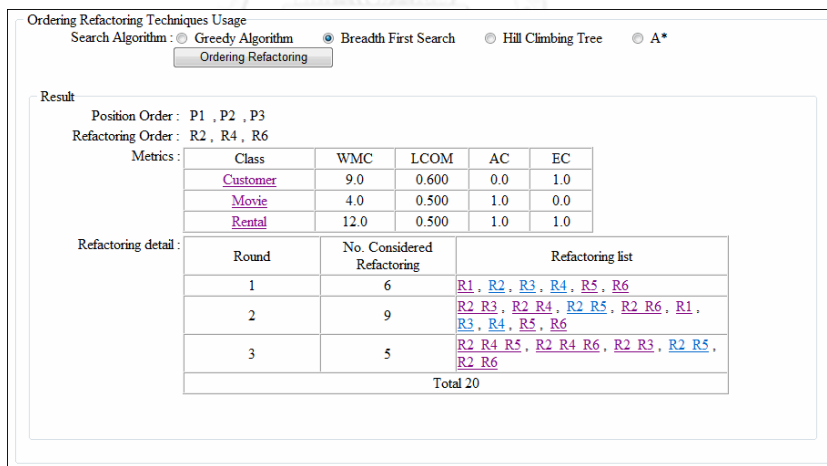 Ordering Refactoring Techniques Usage
Search Algorithm : Greedy Algorithm Breadth First Search Hill Climbing Tree A*
Ordering Refactoring
Result
Position Order : P1 , P2 , P3
Refactoring Order : R2 , R4 , R6
Metrics : Class WMC LCOM AC EC
Customer 9.0 0.600 0.0 1.0
Movie 4.0 0.500 1.0 0.0
Rental 12.0 0.500 1.0 1.0
Refactoring detail : Round No. Considered Refactoring Refactoring list
1 6 R1 , R2 , R3 , R4 , R5 , R6
2 9 R2 R3 , R2 R4 , R2 R5 , R2 R6 , R1 ,
R3 , R4 , R5 , R6
3 5 R2 R4 R5 , R2 R4 R6 , R2 R3 , R2 R5 ,
R2 R6
Total 20